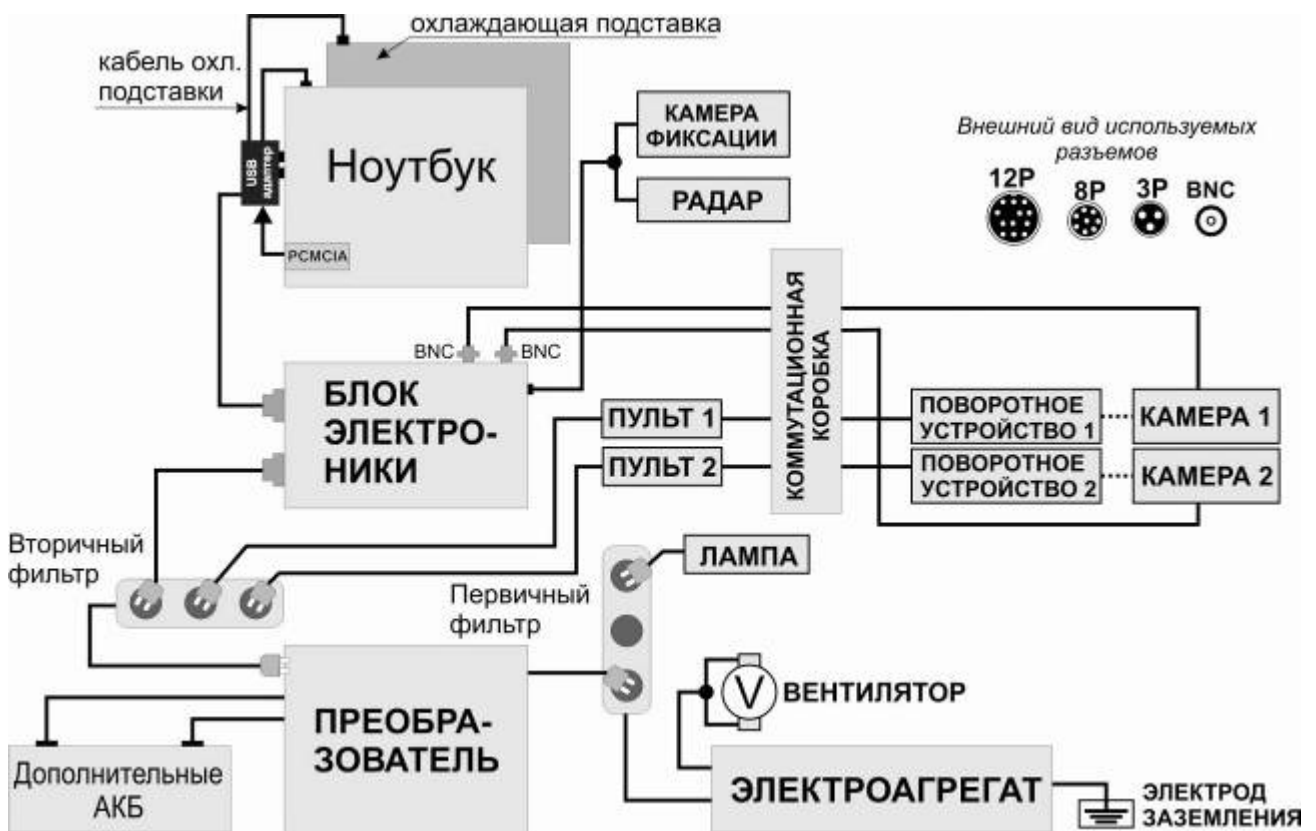 охлаждающая подставка
кабель охл.
подставки
USB
адаптер
Ноутбук
PCMCIA
КАМЕРА
ФИКСАЦИИ
РАДАР
Внешний вид используемых
разъемов
12P
8P
3P
BNC
КОММУТАЦИОННАЯ
КОРОБКА
BNC
BNC
БЛОК
ЭЛЕКТРО-
НИКИ
ПУЛЬТ 1
ПУЛЬТ 2
ПОВОРОТНОЕ
УСТРОЙСТВО 1
КАМЕРА 1
ПОВОРОТНОЕ
УСТРОЙСТВО 2
КАМЕРА 2
Вторичный
фильтр
Первичный
фильтр
ЛАМПА
V
ВЕНТИЛЯТОР
ПРЕОБРА-
ЗОВАТЕЛЬ
Дополнительные
АКБ
ЭЛЕКТРОАГРЕГАТ
ЭЛЕКТРОД
ЗАЗЕМЛЕНИЯ